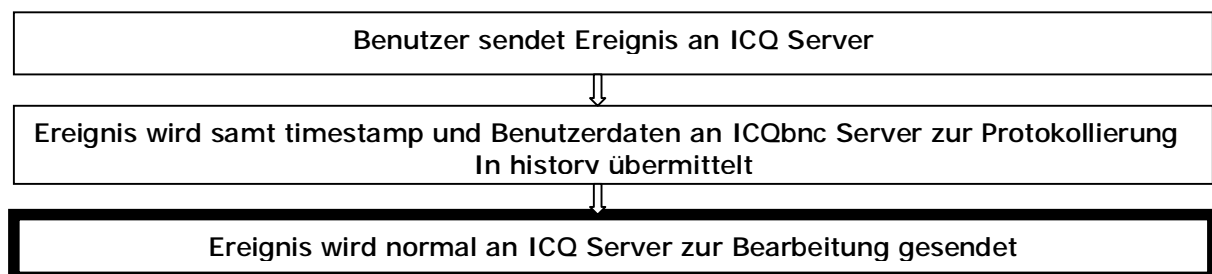 Benutzer sendet Ereignis an ICQ Server
Ereignis wird samt timestamp und Benutzerdaten an ICQbnc Server zur Protokollierung
In history übermittelt
Ereignis wird normal an ICQ Server zur Bearbeitung gesendet